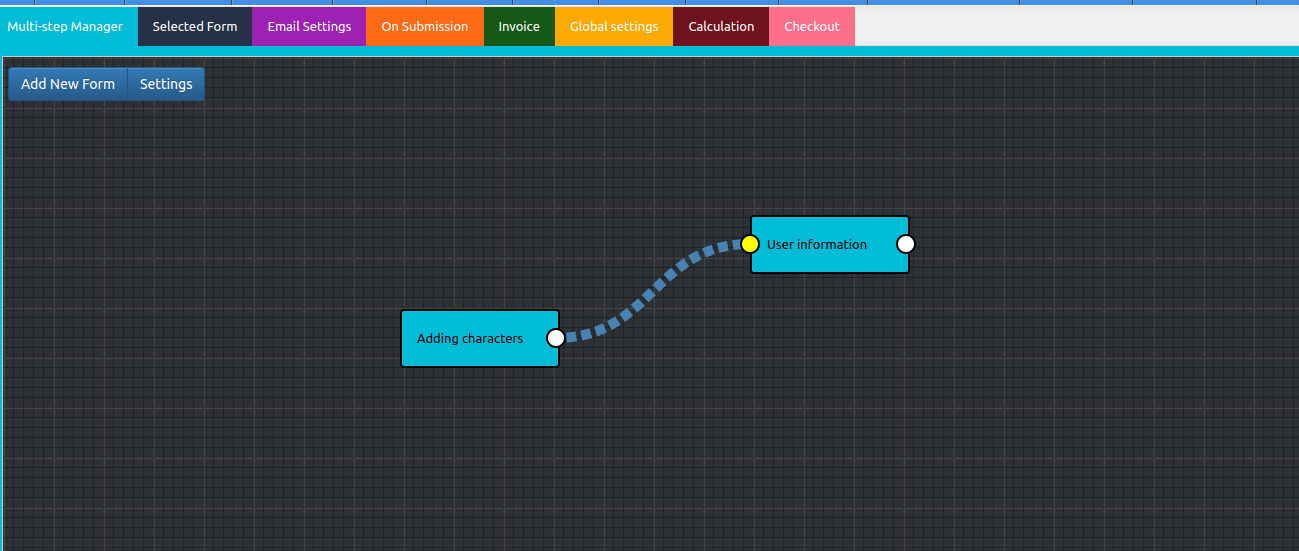 Multi-step Manager Selected Form Email Settings On Submission Invoice Global settings Calculation Checkout
Add New Form Settings
User information
Adding characters